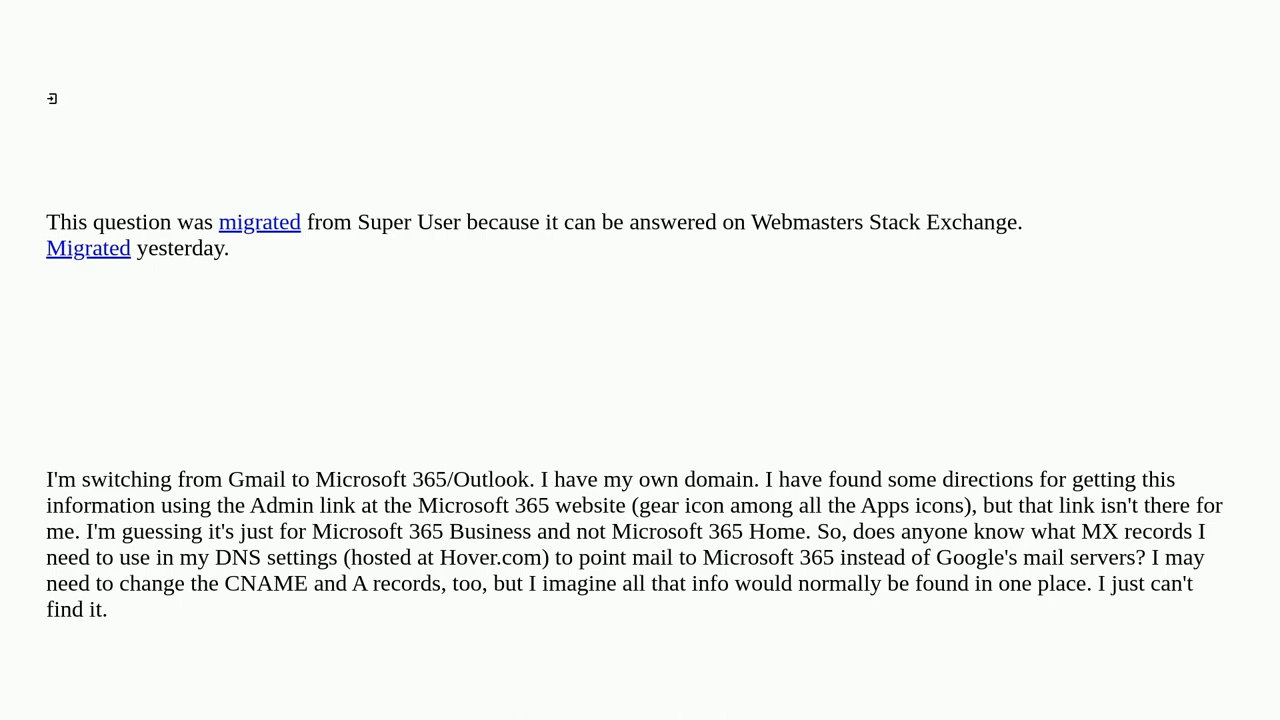 This question was migrated from Super User because it can be answered on Webmasters Stack Exchange.
Migrated yesterday.
I'm switching from Gmail to Microsoft 365/Outlook. I have my own domain. I have found some directions for getting this
information using the Admin link at the Microsoft 365 website (gear icon among all the Apps icons), but that link isn't there for
me. I'm guessing it's just for Microsoft 365 Business and not Microsoft 365 Home. So, does anyone know what MX records I
need to use in my DNS settings (hosted at Hover.com) to point mail to Microsoft 365 instead of Google's mail servers? I may
need to change the CNAME and A records, too, but I imagine all that info would normally be found in one place. I just can't
find it.